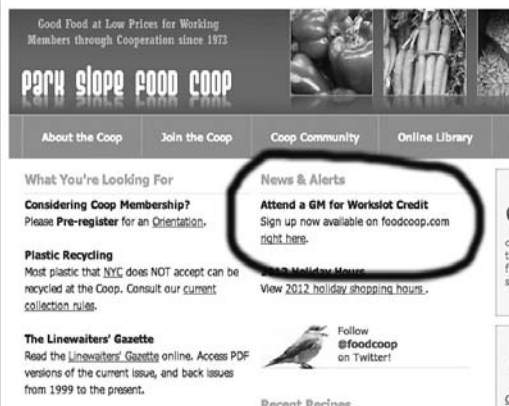 Good Food at Low Prices for Working
Members through Cooperation since 1973
PARK SLOPE FOOD COOP
About the Coop
Join the Coop
Coop Community
Online Library
What You're Looking For
Considering Coop Membership?
Please Pre-register for an Orientation.
Plastic Recycling
Most plastic that NYC does NOT accept can be
recycled at the Coop. Consult our current
collection rules.
The Linewaiters' Gazette
Read the Linewaiters' Gazette online. Access PDF
versions of the current issue, and back issues
from 1999 to the present.
News & Alerts
Attend a GM for Workslot Credit
Sign up now available on foodcoop.com
right here.
2012 Holiday Hours
View 2012 holiday shopping hours .
Follow
@foodcoop
on Twitter!
Recent Recipes